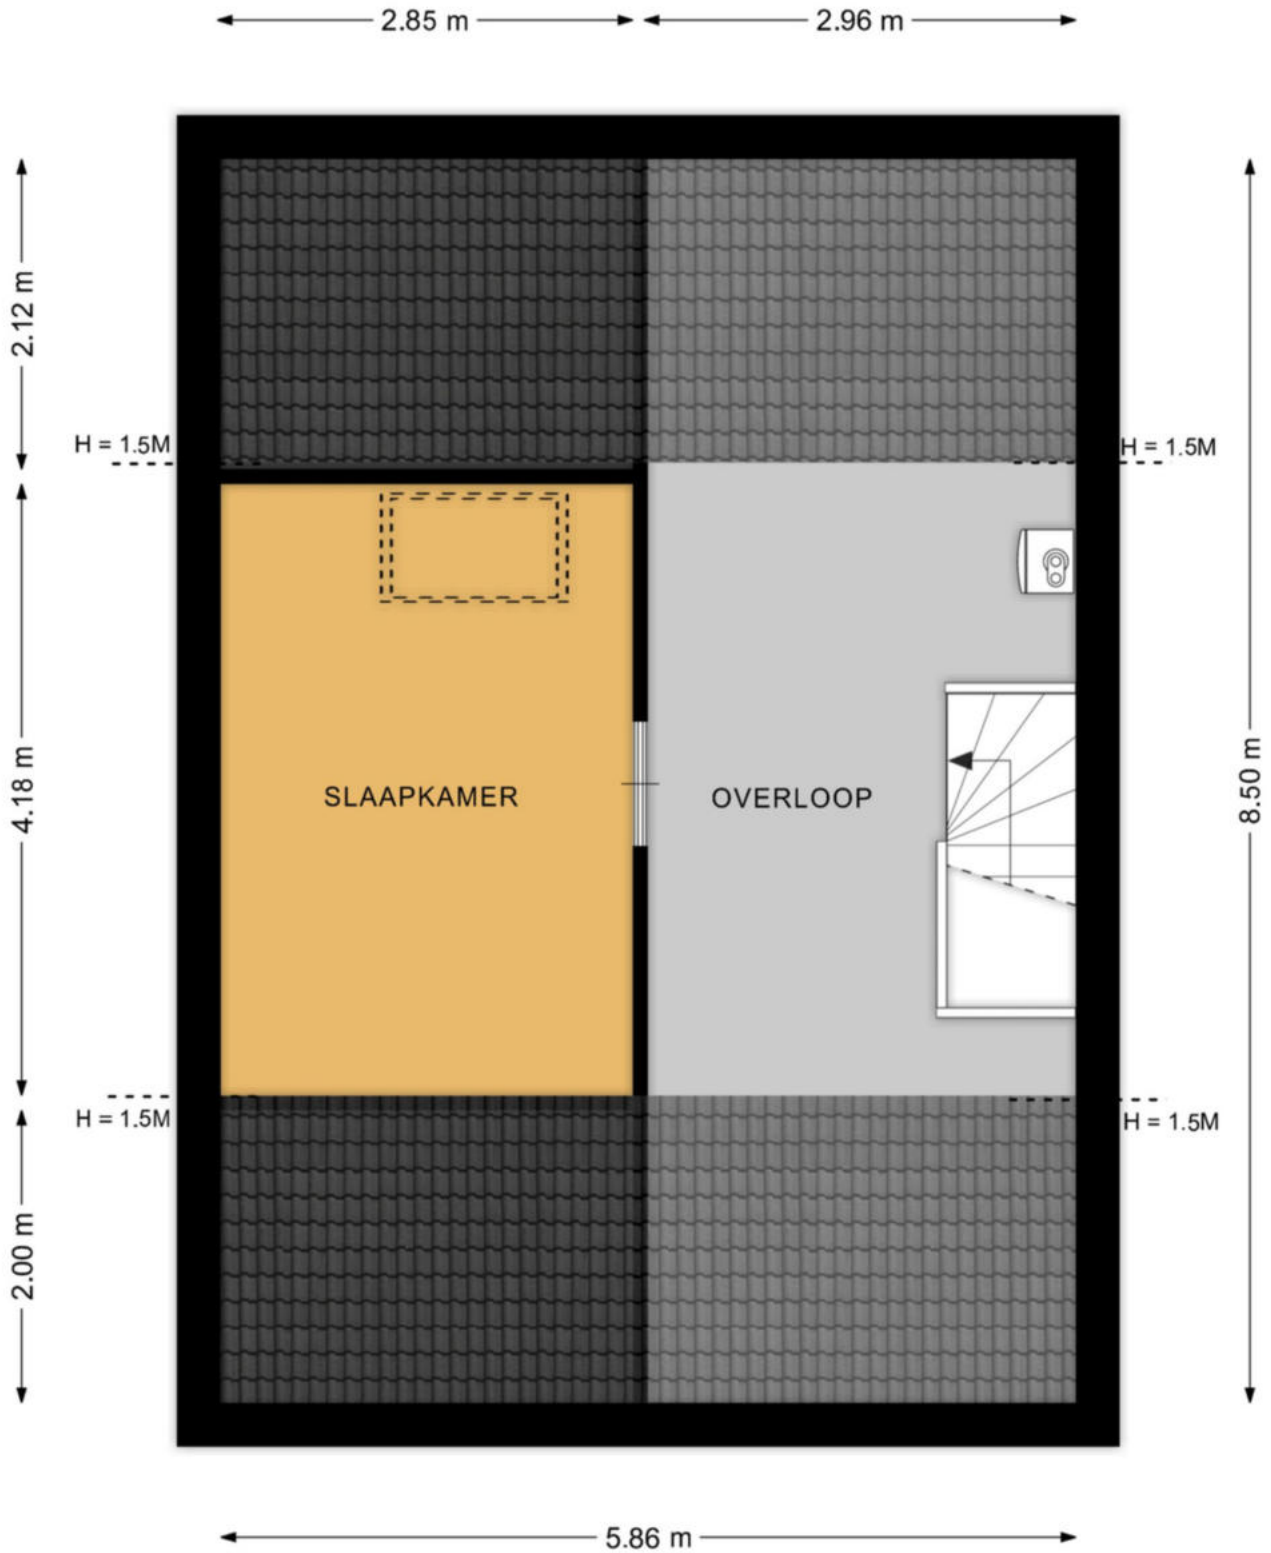 2.85 m
2.96 m
2.12 m
H = 1.5M
H = 1.5M
4.18 m
SLAAPKAMER
OVERLOOP
8.50 m
H = 1.5M
H = 1.5M
2.00 m
5.86 m